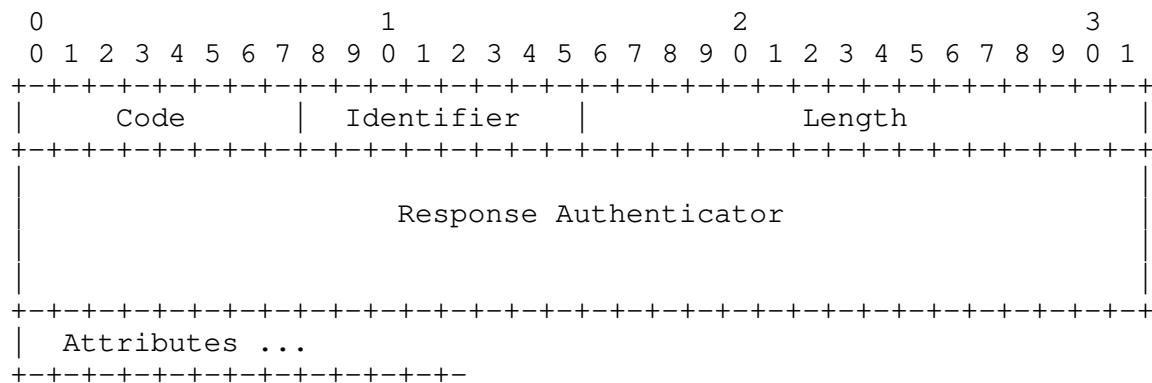 0                   1                   2                   3
 0 1 2 3 4 5 6 7 8 9 0 1 2 3 4 5 6 7 8 9 0 1 2 3 4 5 6 7 8 9 0 1
+-+-+-+-+-+-+-+-+-+-+-+-+-+-+-+-+-+-+-+-+-+-+-+-+-+-+-+-+-+-+-+-+
|     Code      |  Identifier   |            Length             |
+-+-+-+-+-+-+-+-+-+-+-+-+-+-+-+-+-+-+-+-+-+-+-+-+-+-+-+-+-+-+-+-+
|                                                               |
|                     Response Authenticator                    |
|                                                               |
|                                                               |
+-+-+-+-+-+-+-+-+-+-+-+-+-+-+-+-+-+-+-+-+-+-+-+-+-+-+-+-+-+-+-+-+
|  Attributes ...
+-+-+-+-+-+-+-+-+-+-+-+-+-